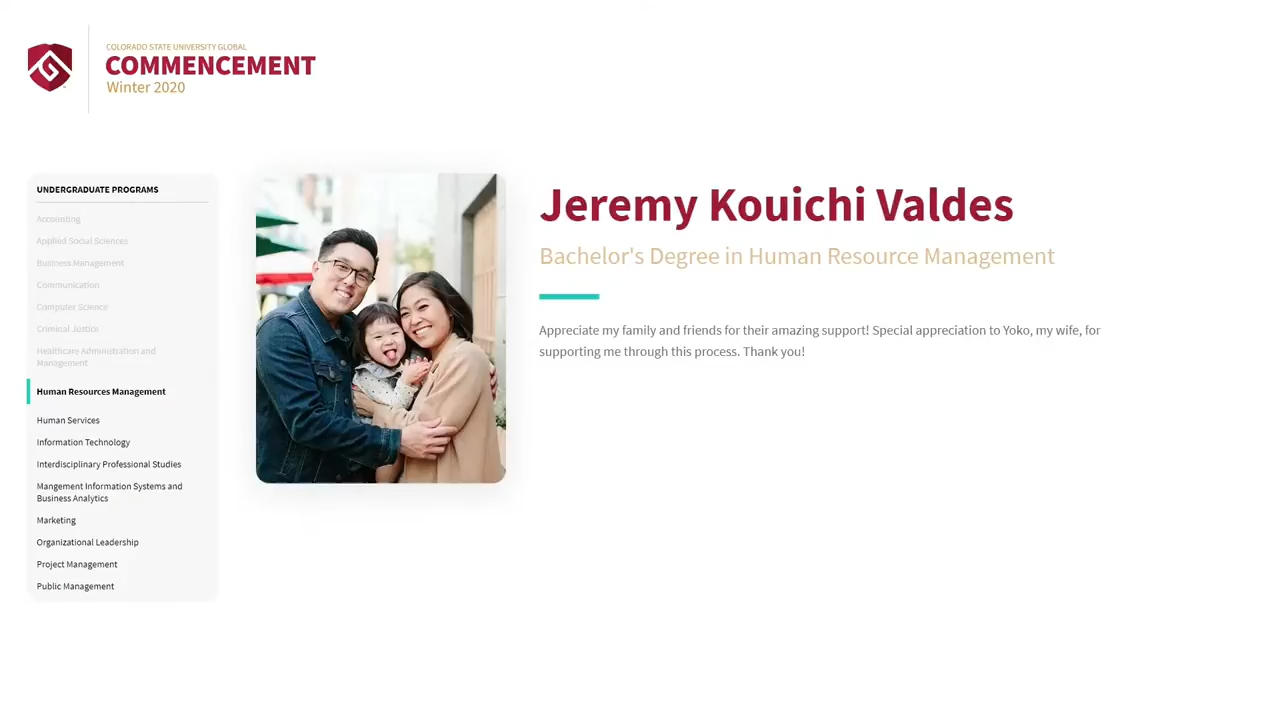 COLORADO STATE UNIVERSITY GLOBAL
COMMENCEMENT
Winter 2020
UNDERGRADUATE PROGRAMS
Accounting
Applied Social Sciences
Business Management
Communication
Computer Science
Criminal Justice
Healthcare Administration and
Management
Human Resources Management
Human Services
Information Technology
Interdisciplinary Professional Studies
Mangement Information Systems and
Business Analytics
Marketing
Organizational Leadership
Project Management
Public Management
Jeremy Kouichi Valdes
Bachelor's Degree in Human Resource Management
Appreciate my family and friends for their amazing support! Special appreciation to Yoko, my wife, for
supporting me through this process. Thank you!